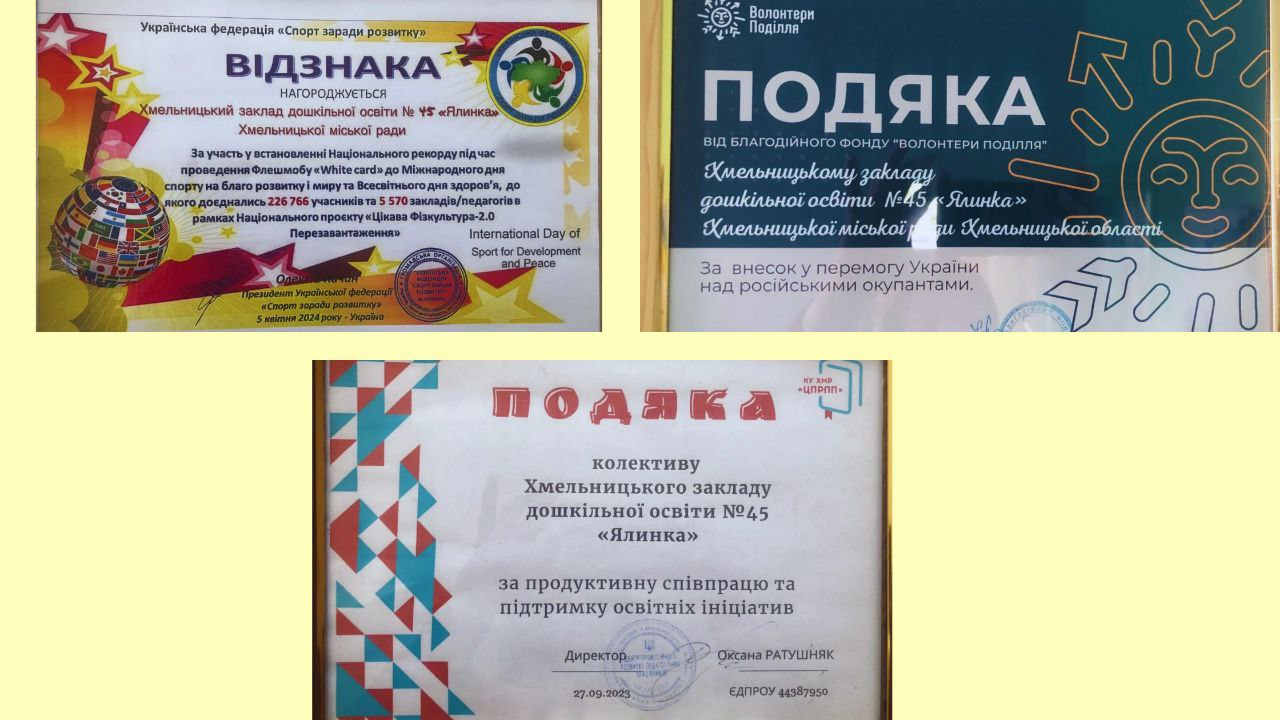 Українська федерація «Спорт заради розвитку»
ВІДЗНАКА
НАГОРОДЖУЄТЬСЯ
Хмельницький заклад дошкільної освіти № 45 «Ялинка»
Хмельницької міської ради
За участь у встановленні Національного рекорду під час
проведення Флешмобу «White card» до Міжнародного дня
спорту на благо розвитку і миру та Всесвітнього дня здоров'я, до
якого доєднались 226 766 учасників та 5 570 закладів/педагогів в
рамках Національного проєкту «Цікава Фізкультура-2.0
Перезавантаження»
International Day of
Sport for Development
and Peace
Президент Української федерації
«Спорт заради розвитку»
5 квітня 2024 року - Україна
Волонтери
Поділля
ПОДЯКА
ВІД БЛАГОДІЙНОГО ФОНДУ "ВОЛОНТЕРИ ПОДІЛЛЯ"
Хмельницькому закладу
дошкільної освіти №45 «Ялинка»
Хмельницької міської ради Хмельницької області
За внесок у перемогу України
над російськими окупантами.
КУ ХМР
«ЦПРПП»
ПОДЯКА
колективу
Хмельницького закладу
дошкільної освіти №45
«Ялинка»
за продуктивну співпрацю та
підтримку освітніх ініціатив
Директор Оксана РАТУШНЯК
27.09.2023 ЄДПРОУ 44387950